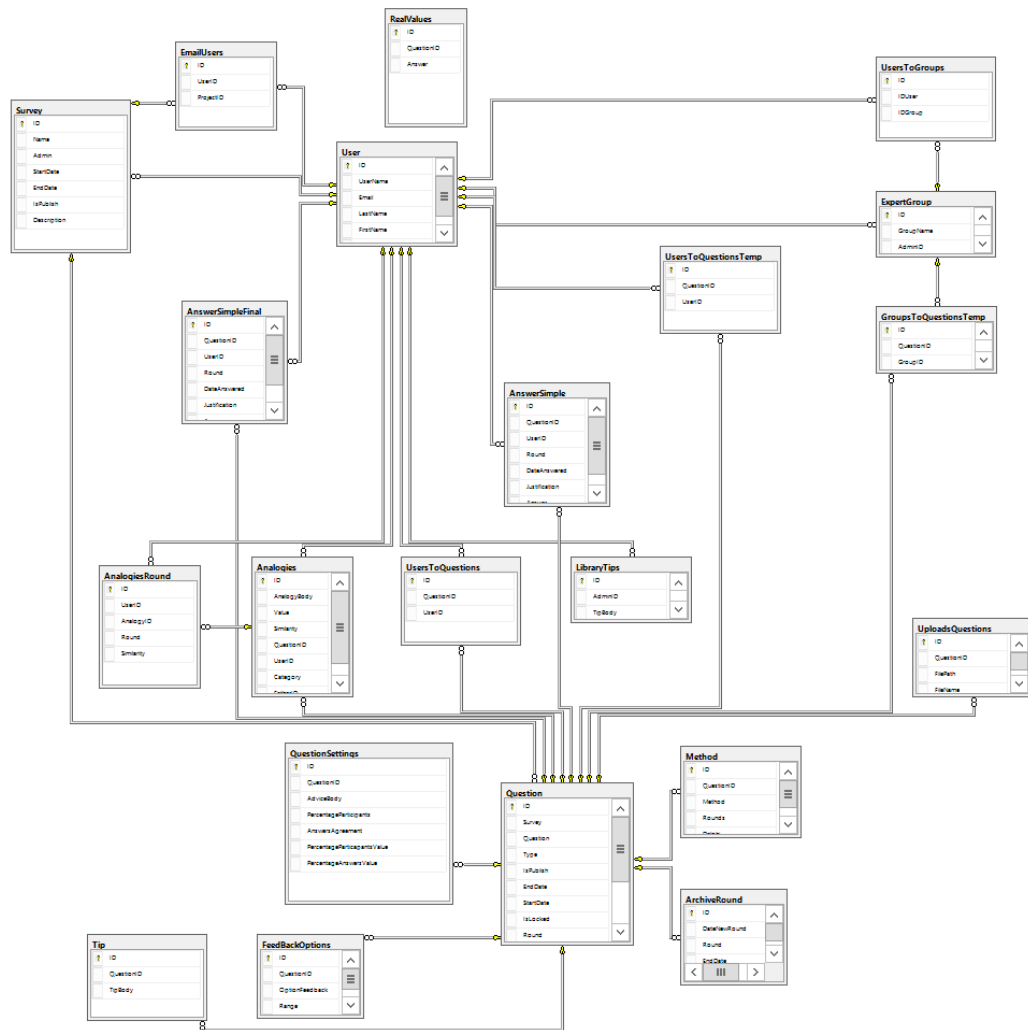 RealValues
ID
QuestionID
Answer
EmailUsers
ID
UserID
ProjectID
UsersToGroups
ID
IDUser
IDGroup
Survey
ID
Name
Admin
StartDate
EndDate
IsPublish
Description
User
ID
UserName
Email
LastName
FirstName
ExpertGroup
ID
GroupName
AdminID
UsersToQuestionsTemp
ID
QuestionID
UserID
AnswerSimpleFinal
ID
QuestionID
UserID
Round
DateAnswered
Justification
GroupsToQuestionsTemp
ID
QuestionID
GroupID
AnswerSimple
ID
QuestionID
UserID
Round
DateAnswered
Justification
AnalogiesRound
ID
UserID
AnalogyID
Round
Similarity
Analogies
ID
AnalogyBody
Value
Similarity
QuestionID
UserID
Category
UsersToQuestions
ID
QuestionID
UserID
LibraryTips
ID
AdminID
TipBody
UploadsQuestions
ID
QuestionID
FilePath
FileName
QuestionSettings
ID
QuestionID
AdviceBody
PercentageParticipants
AnswersAgreement
PercentageParticipantsValue
PercentageAnswersValue
Question
ID
Survey
Question
Type
IsPublish
EndDate
StartDate
IsLocked
Round
Method
ID
QuestionID
Method
Rounds
ArchiveRound
ID
DateNewRound
Round
EndDate
Tip
ID
QuestionID
TipBody
FeedBackOptions
ID
QuestionID
OptionFeedback
Range